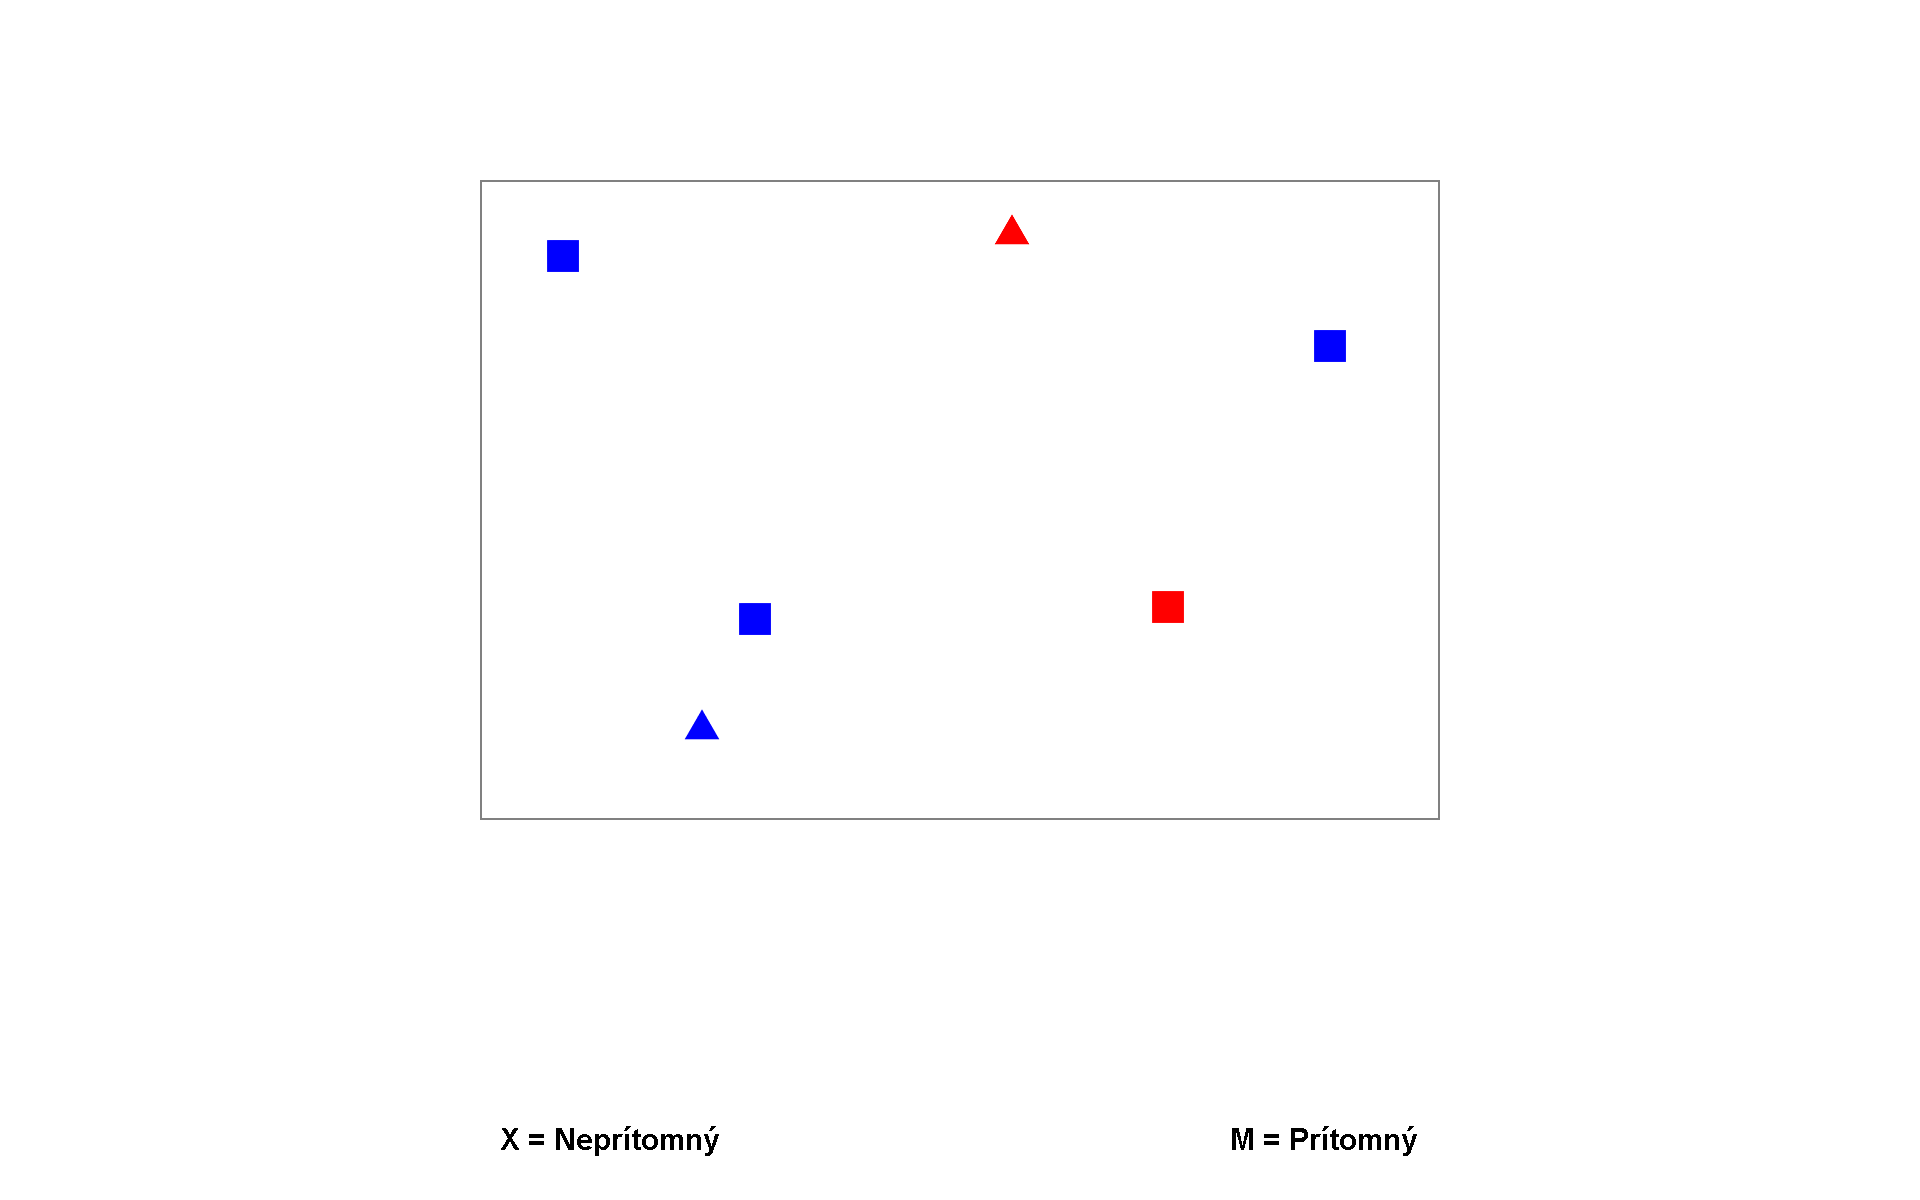 X = Neprítomný
M = Prítomný